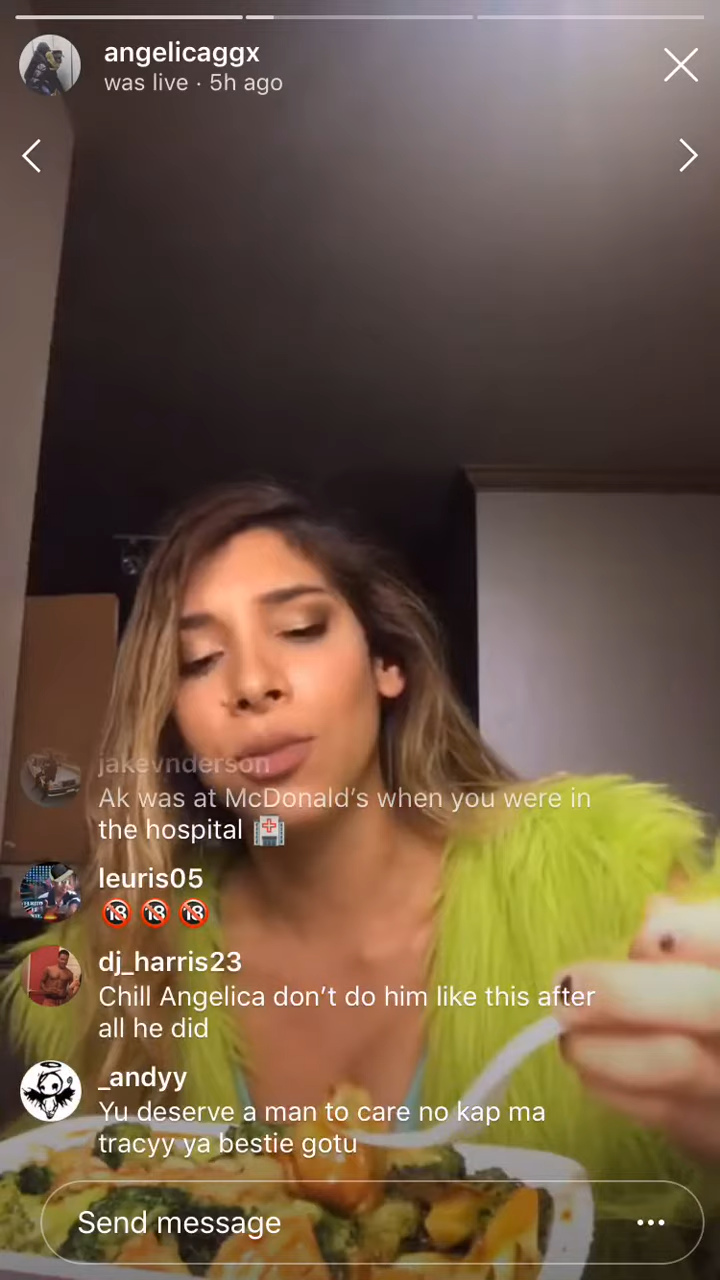 angelicaggx
was live · 5h ago
jakevnderson
Ak was at McDonald's when you were in
the hospital 🏥
leuris05
🔞 🔞 🔞
dj_harris23
Chill Angelica don't do him like this after
all he did
_andyy
Yu deserve a man to care no kap ma
tracyy ya bestie gotu
Send message